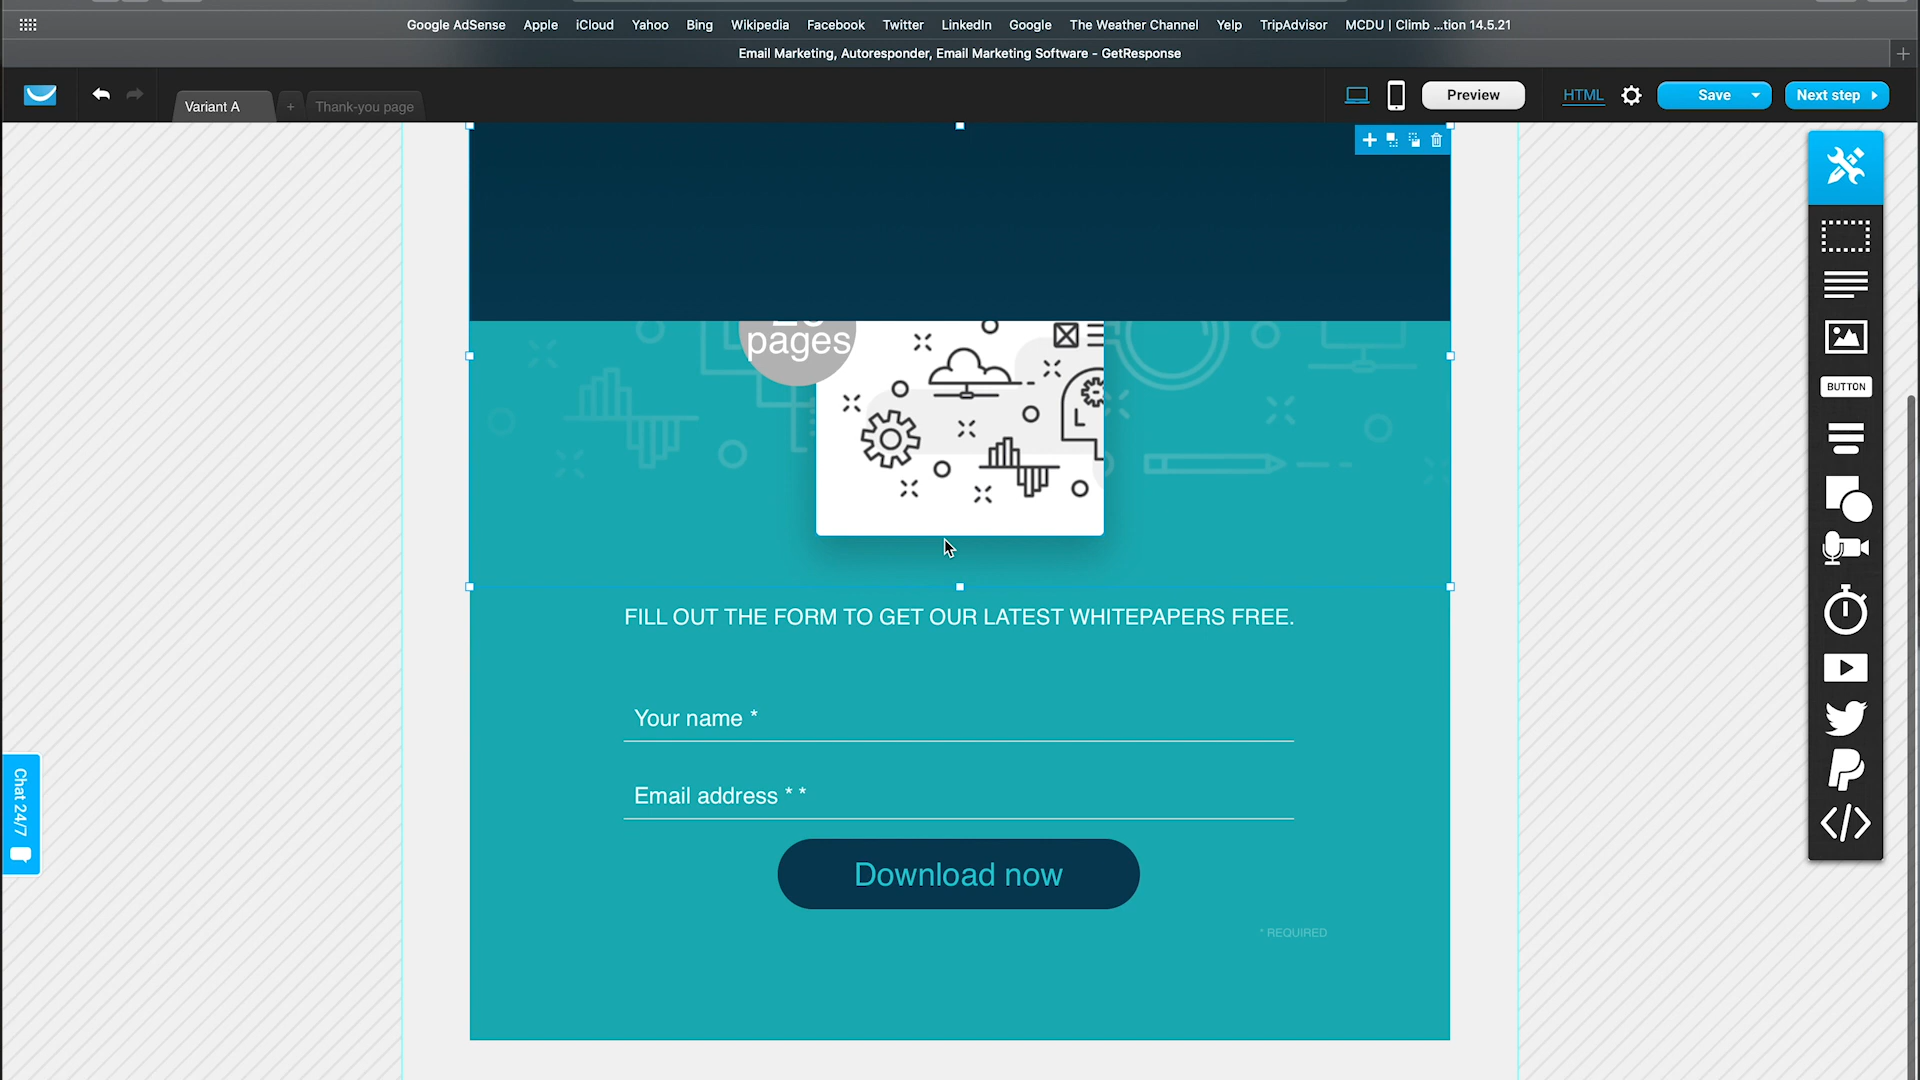 Google AdSense Apple iCloud Yahoo Bing Wikipedia Facebook Twitter LinkedIn Google The Weather Channel Yelp TripAdvisor MCDU | Climb ...tion 14.5.21
Email Marketing, Autoresponder, Email Marketing Software - GetResponse
Variant A + Thank-you page Preview HTML Save Next step
pages
BUTTON
FILL OUT THE FORM TO GET OUR LATEST WHITEPAPERS FREE.
Your name *
Email address * *
Chat 24/7
Download now
* REQUIRED